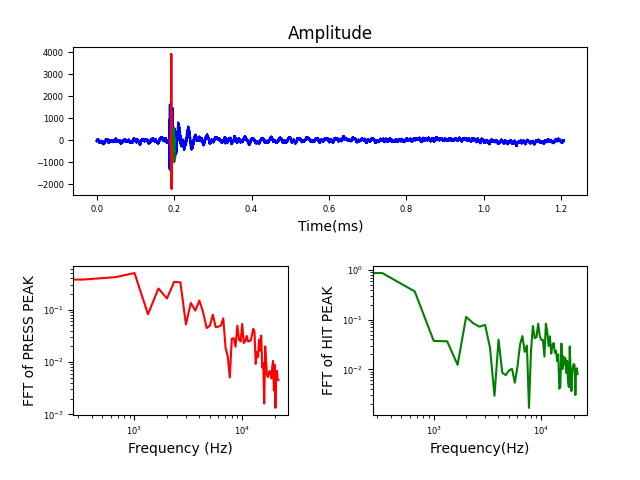 Amplitude
4000
3000
2000
1000
0
−1000
−2000
0.0 0.2 0.4 0.6 0.8 1.0 1.2
Time(ms)
FFT of PRESS PEAK
10⁻¹
10⁻²
10⁻³
10³ 10⁴
Frequency (Hz)
FFT of HIT PEAK
10⁰
10⁻¹
10⁻²
10³ 10⁴
Frequency(Hz)